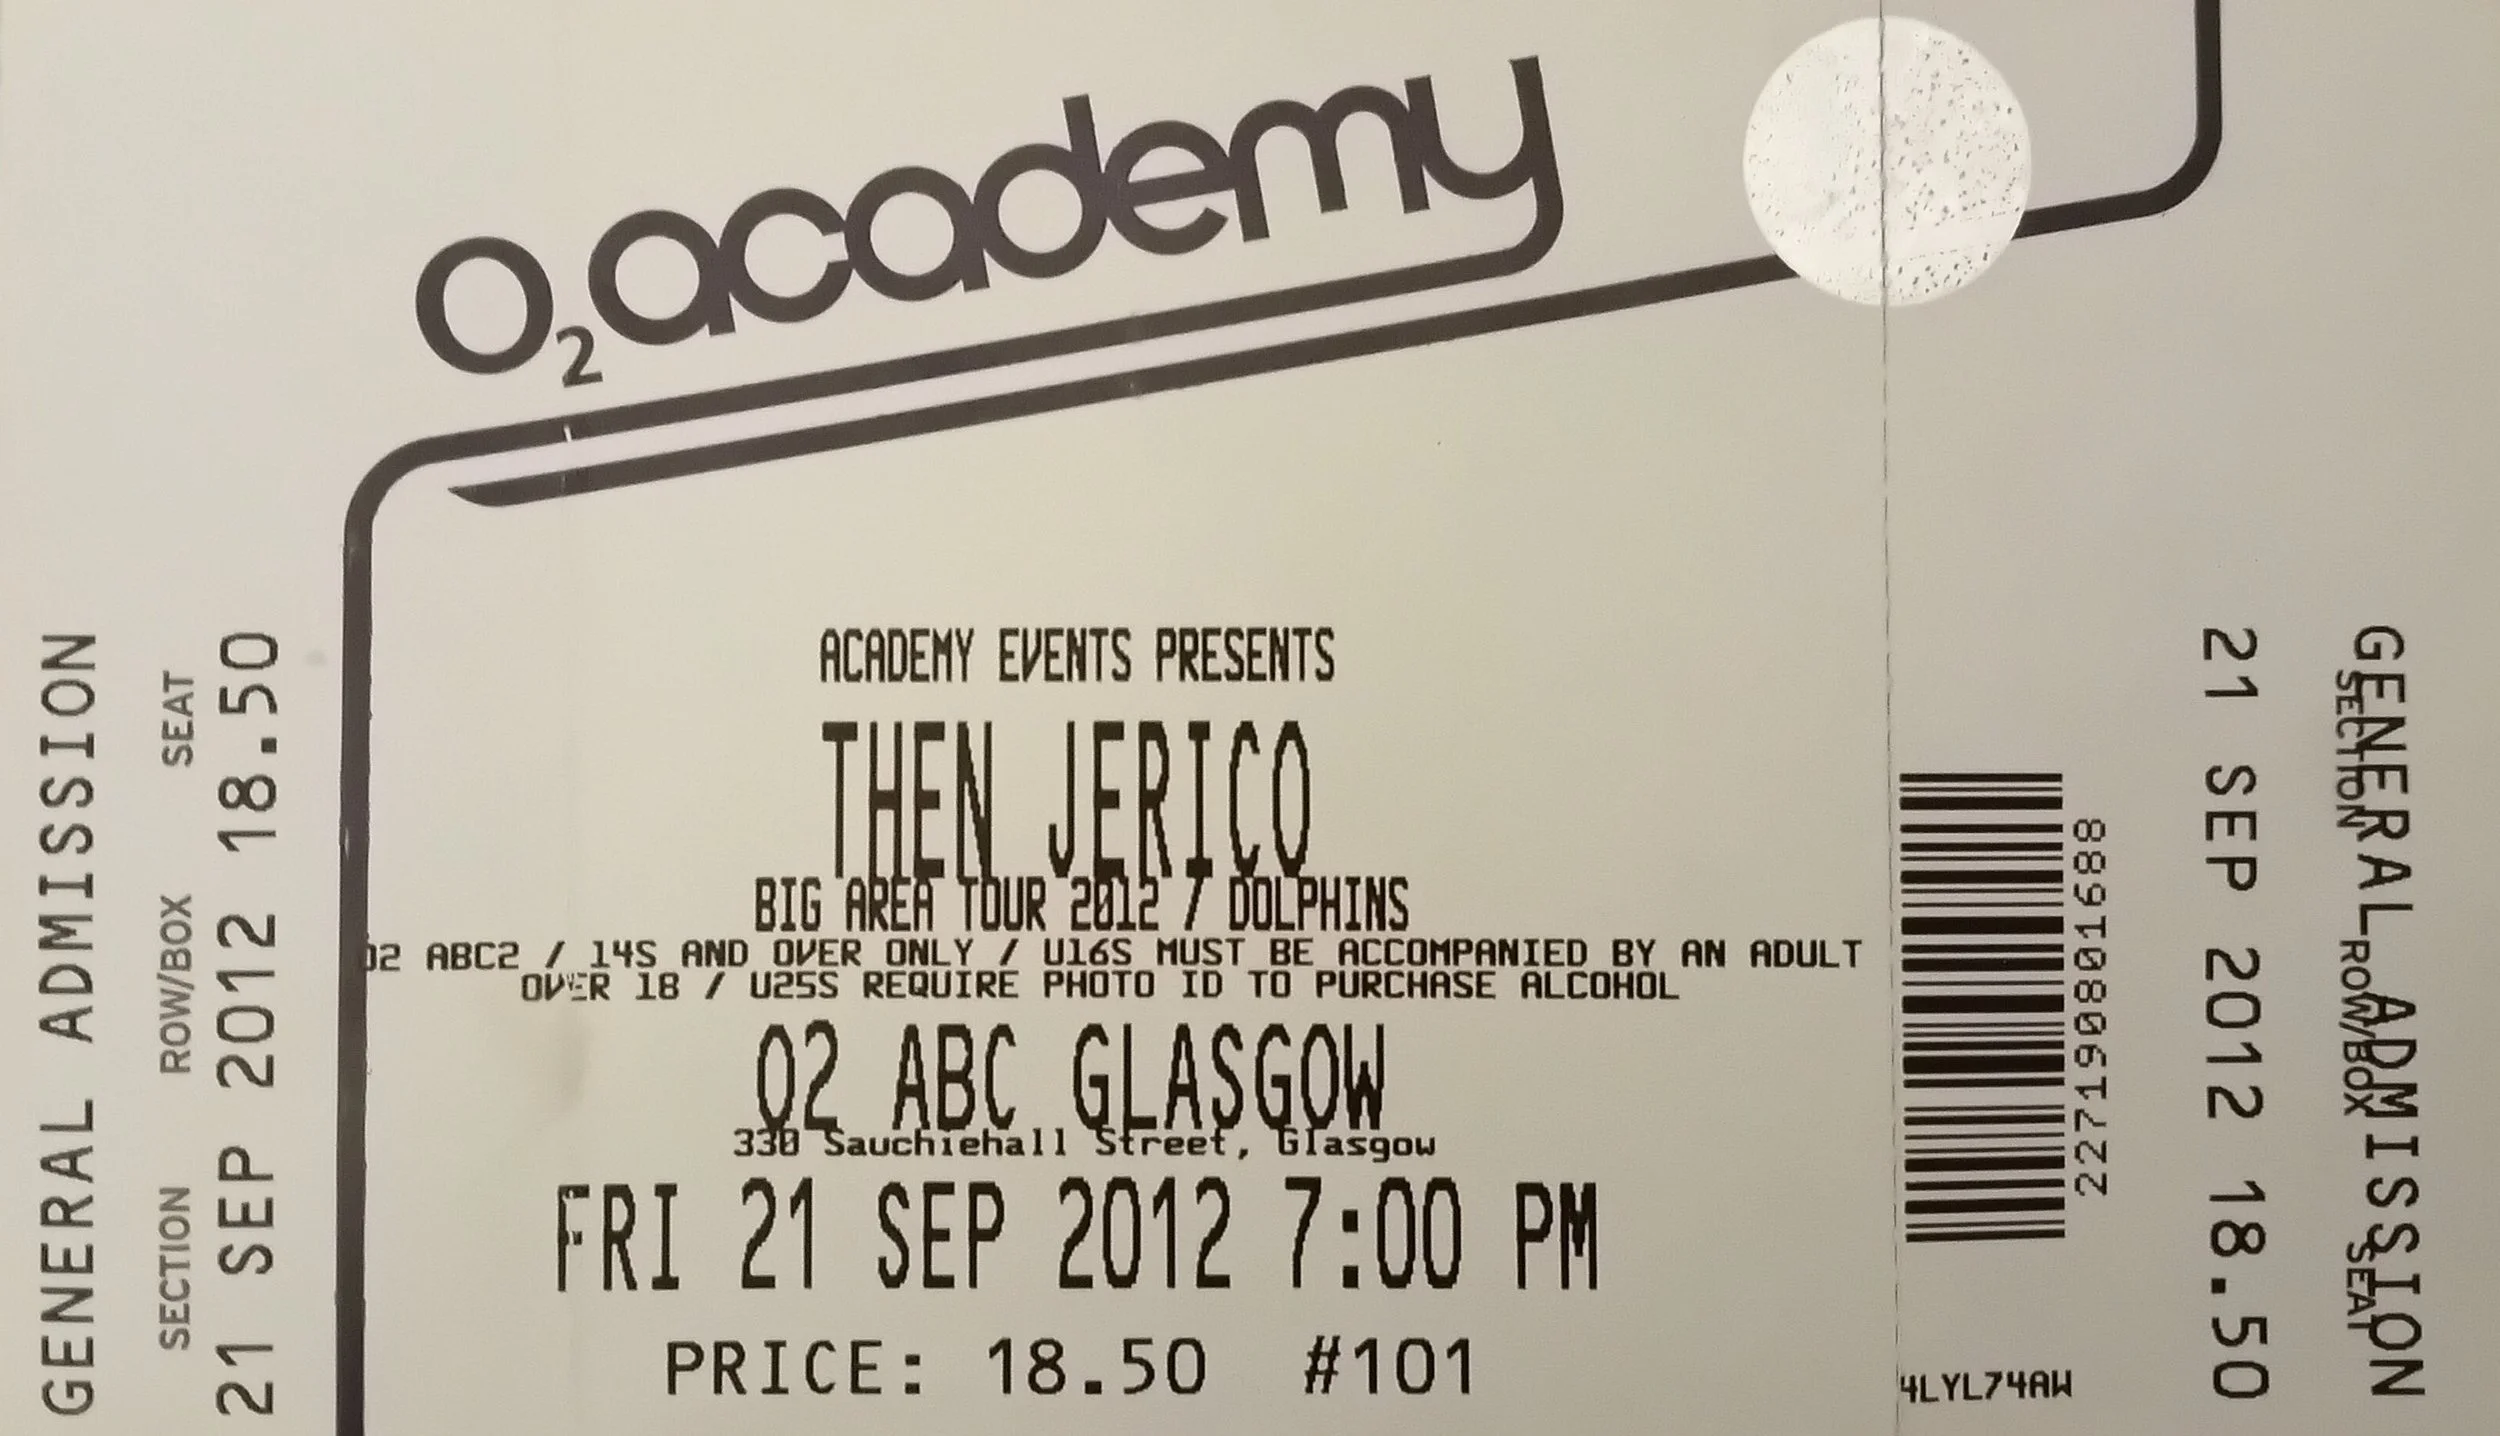 O2 academy
ACADEMY EVENTS PRESENTS
THEN JERICO
BIG AREA TOUR 2012 / DOLPHINS
O2 ABC2 / 14S AND OVER ONLY / U16S MUST BE ACCOMPANIED BY AN ADULT
OVER 18 / U25S REQUIRE PHOTO ID TO PURCHASE ALCOHOL
O2 ABC GLASGOW
330 Sauchiehall Street, Glasgow
FRI 21 SEP 2012 7:00 PM
PRICE: 18.50 #101
GENERAL ADMISSION
SECTION ROW/BOX SEAT
21 SEP 2012 18.50
2271908801688
4LYL74AW
21 SEP 2012 18.50
GENERAL ADMISSION
SECTION ROW/BOX SEAT